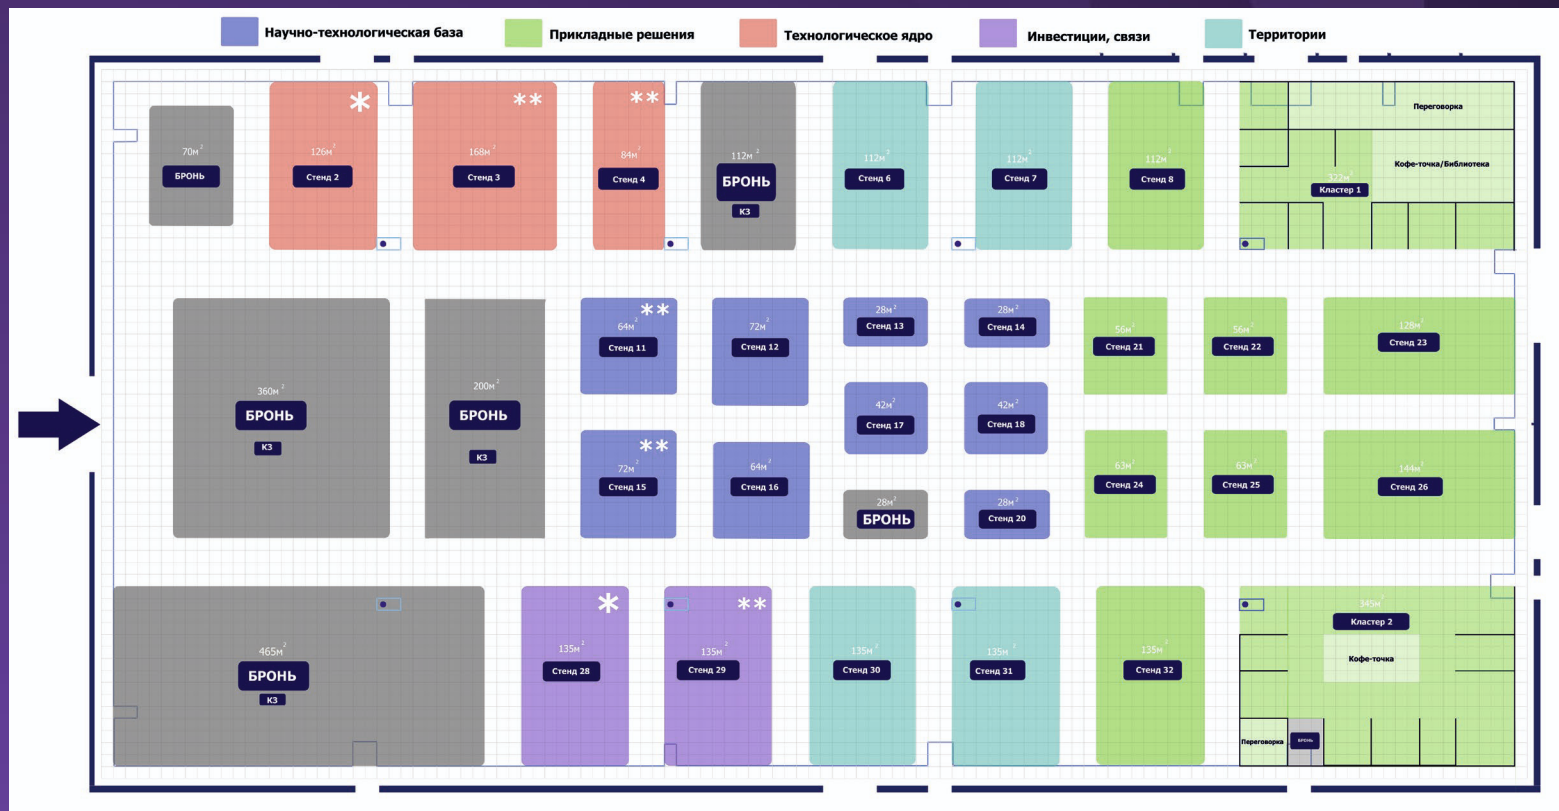 Научно-технологическая база
Прикладные решения
Технологическое ядро
Инвестиции, связи
Территории
70м²
БРОНЬ
126м²
Стенд 2
*
168м²
Стенд 3
**
84м²
Стенд 4
**
112м²
БРОНЬ
КЗ
112м²
Стенд 6
112м²
Стенд 7
112м²
Стенд 8
Переговорка
Кофе-точка/Библиотека
322м²
Кластер 1
360м²
БРОНЬ
КЗ
200м²
БРОНЬ
КЗ
**
64м²
Стенд 11
72м²
Стенд 12
28м²
Стенд 13
28м²
Стенд 14
56м²
Стенд 21
56м²
Стенд 22
128м²
Стенд 23
42м²
Стенд 17
42м²
Стенд 18
**
72м²
Стенд 15
64м²
Стенд 16
28м²
БРОНЬ
28м²
Стенд 20
63м²
Стенд 24
63м²
Стенд 25
144м²
Стенд 26
465м²
БРОНЬ
КЗ
*
135м²
Стенд 28
**
135м²
Стенд 29
135м²
Стенд 30
135м²
Стенд 31
135м²
Стенд 32
345м²
Кластер 2
Кофе-точка
Переговорка
БРОНЬ